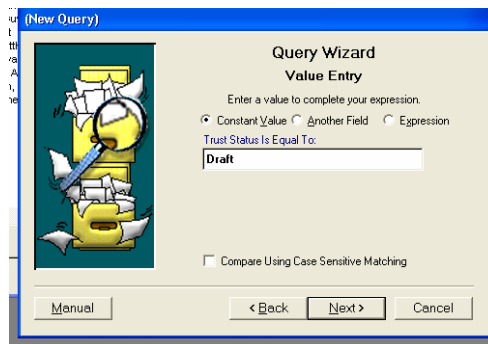 (New Query)
Query Wizard
Value Entry
Enter a value to complete your expression.
Constant Value Another Field Expression
Trust Status Is Equal To:
Draft
Compare Using Case Sensitive Matching
Manual < Back Next > Cancel